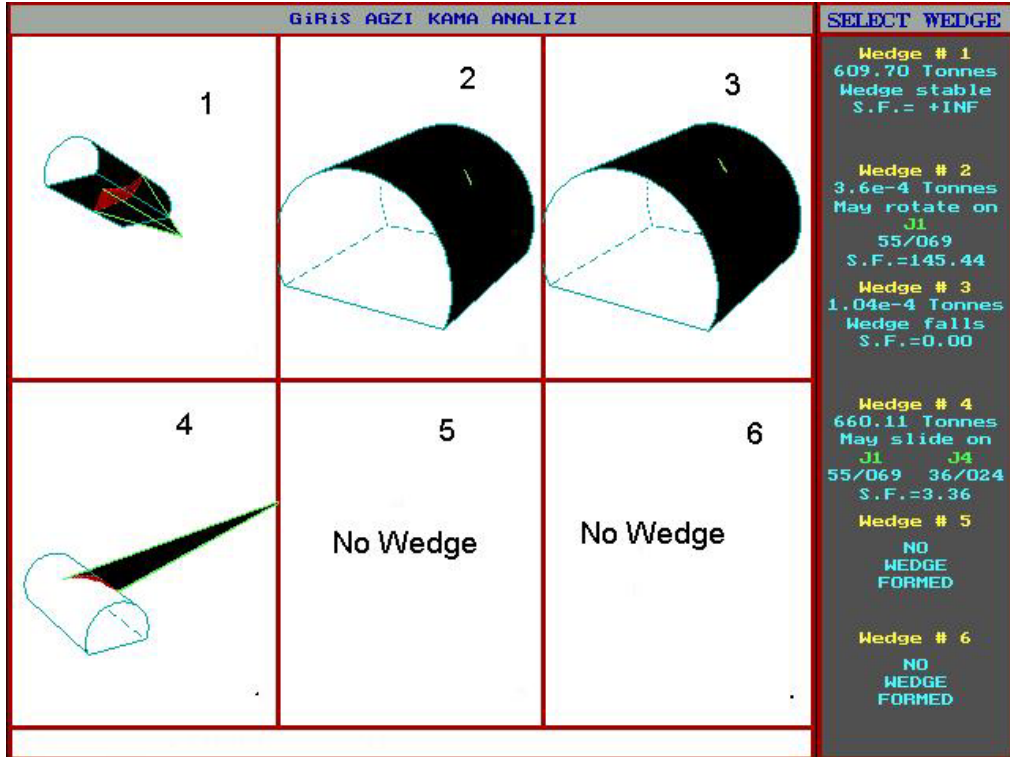 GiRiS AGZI KAMA ANALIZI
SELECT WEDGE
1
2
3
4
5
No Wedge
6
No Wedge
Wedge # 1
609.70 Tonnes
Wedge stable
S.F.= +INF
Wedge # 2
3.6e-4 Tonnes
May rotate on
J1
55/069
S.F.=145.44
Wedge # 3
1.04e-4 Tonnes
Wedge falls
S.F.=0.00
Wedge # 4
660.11 Tonnes
May slide on
J1 J4
55/069 36/024
S.F.=3.36
Wedge # 5
NO
WEDGE
FORMED
Wedge # 6
NO
WEDGE
FORMED